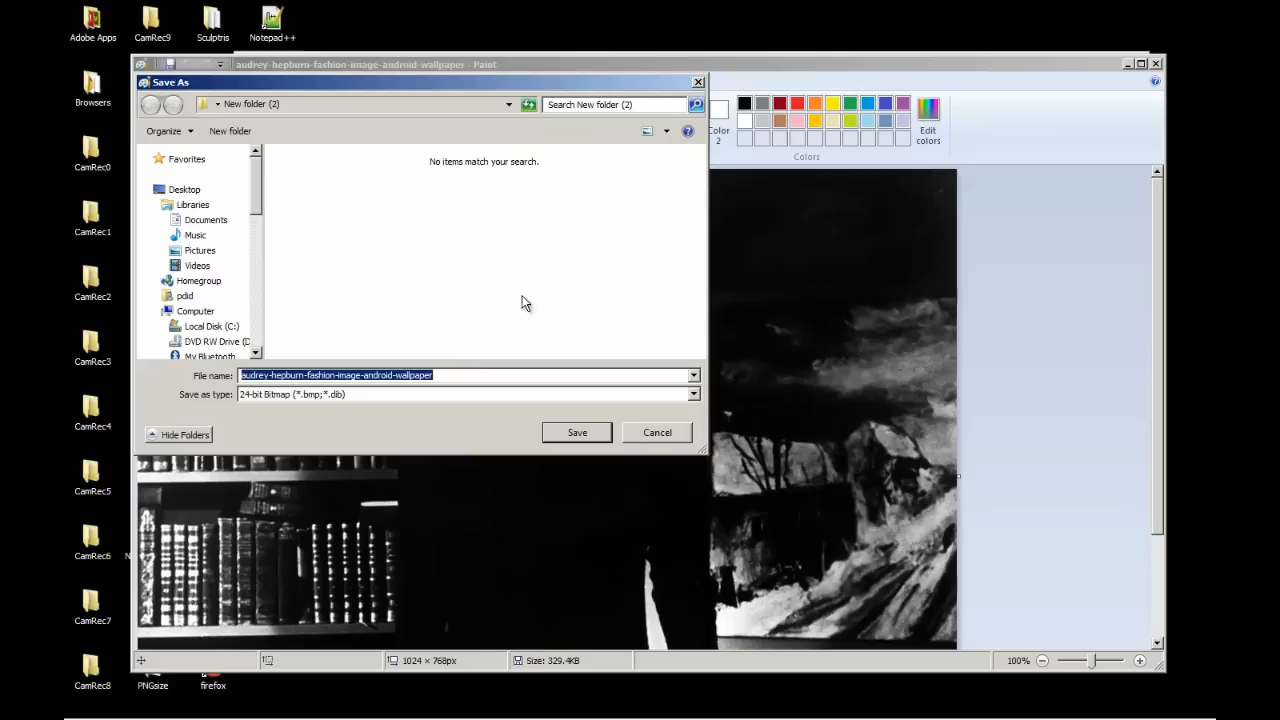 Adobe Apps
CamRec9
Sculptris
Notepad++
Browsers
CamRec0
CamRec1
CamRec2
CamRec3
CamRec4
CamRec5
CamRec6
N
CamRec7
CamRec8
PNGsize
firefox
audrey-hepburn-fashion-image-android-wallpaper - Paint
Save As
New folder (2)
Search New folder (2)
Organize
New folder
Favorites
Desktop
Libraries
Documents
Music
Pictures
Videos
Homegroup
pdid
Computer
Local Disk (C:)
DVD RW Drive (D
My Bluetooth
No items match your search.
File name:
audrey-hepburn-fashion-image-android-wallpaper
Save as type:
24-bit Bitmap (*.bmp;*.dib)
Hide Folders
Save
Cancel
Color
2
Edit
colors
Colors
1024 × 768px
Size: 329.4KB
100%